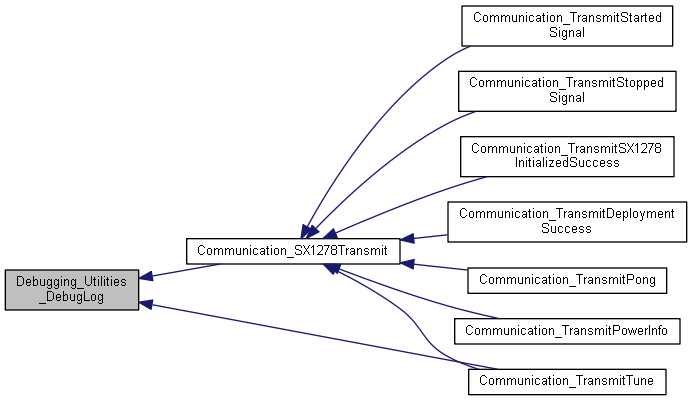 Communication_TransmitStarted
Signal
Communication_TransmitStopped
Signal
Communication_TransmitSX1278
InitializedSuccess
Communication_TransmitDeployment
Success
Communication_SX1278Transmit
Communication_TransmitPong
Debugging_Utilities
_DebugLog
Communication_TransmitPowerInfo
Communication_TransmitTune